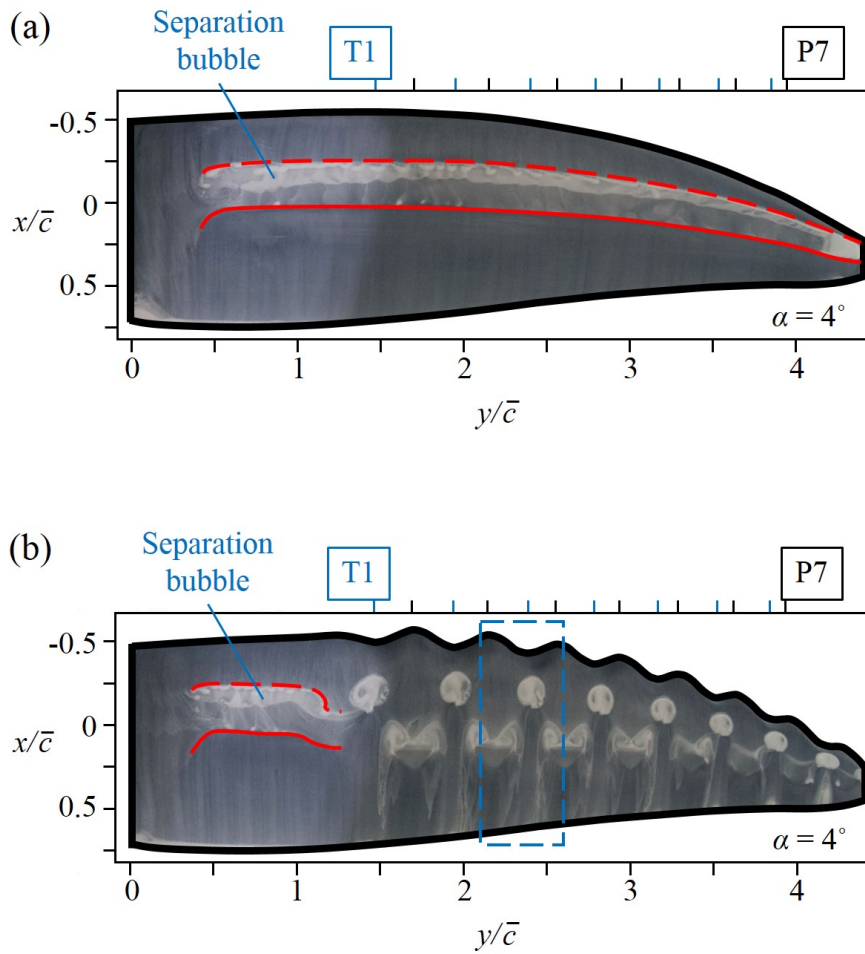 (a)
Separation
bubble
T1
P7
-0.5
0
0.5
x/c̅
α = 4°
0
1
2
3
4
y/c̅
(b)
Separation
bubble
T1
P7
-0.5
0
0.5
x/c̅
α = 4°
0
1
2
3
4
y/c̅